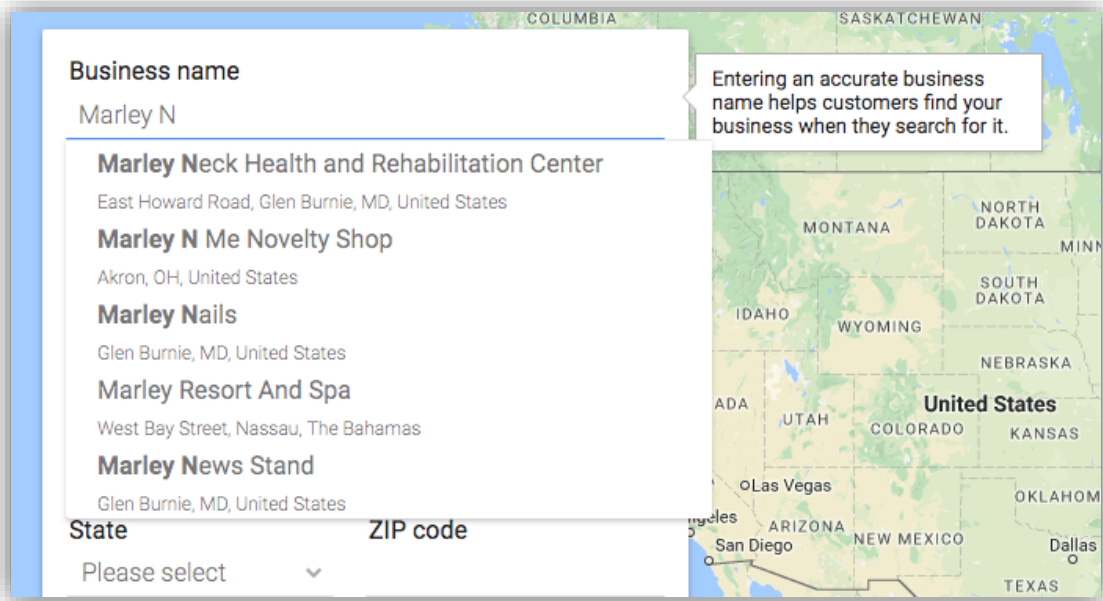 COLUMBIA
SASKATCHEWAN
Business name
Marley N
Entering an accurate business
name helps customers find your
business when they search for it.
Marley Neck Health and Rehabilitation Center
East Howard Road, Glen Burnie, MD, United States
Marley N Me Novelty Shop
Akron, OH, United States
Marley Nails
Glen Burnie, MD, United States
Marley Resort And Spa
West Bay Street, Nassau, The Bahamas
Marley News Stand
Glen Burnie, MD, United States
State
ZIP code
Please select
MONTANA
NORTH
DAKOTA
MINN
SOUTH
DAKOTA
IDAHO
WYOMING
NEBRASKA
ADA
UTAH
United States
COLORADO
KANSAS
Las Vegas
OKLAHOM
ngeles
ARIZONA
NEW MEXICO
San Diego
Dallas
TEXAS